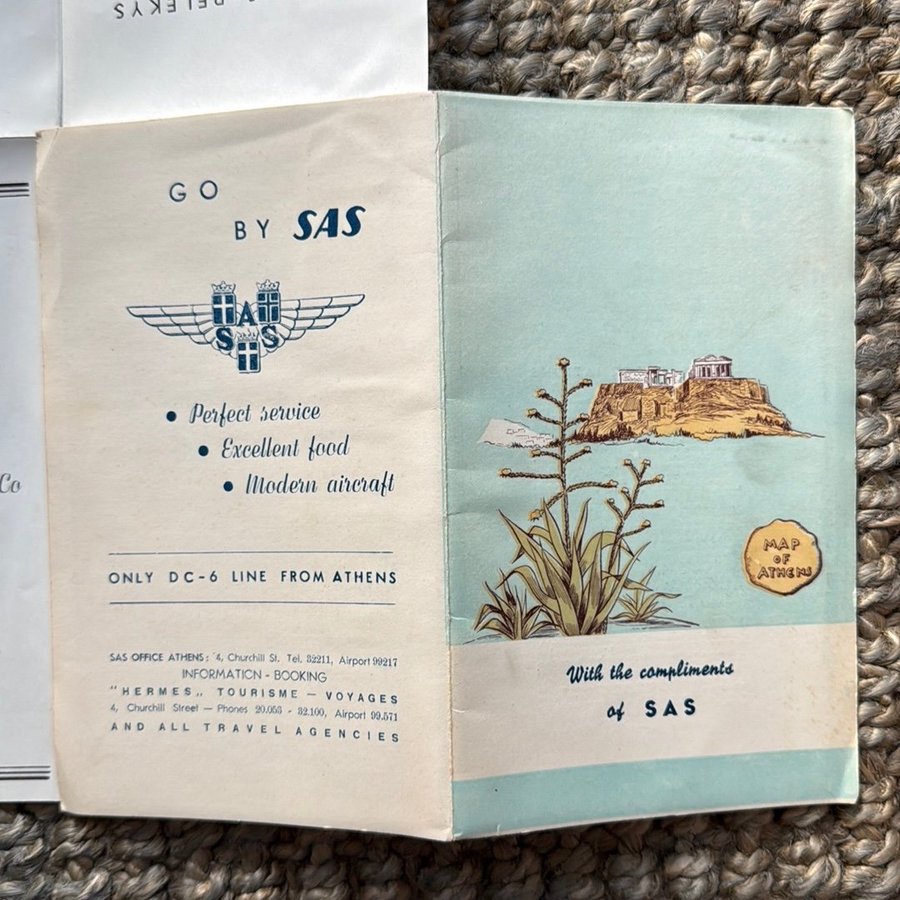 DELEKYS
Co
GO
BY SAS
S A S
• Perfect service
• Excellent food
• Modern aircraft
ONLY DC-6 LINE FROM ATHENS
SAS OFFICE ATHENS: 4, Churchill St. Tel. 32211, Airport 99217
INFORMATION - BOOKING
"HERMES„ TOURISME — VOYAGES
4, Churchill Street — Phones 20.053 - 32.100, Airport 99.571
AND ALL TRAVEL AGENCIES
MAP
OF
ATHENS
With the compliments
of SAS